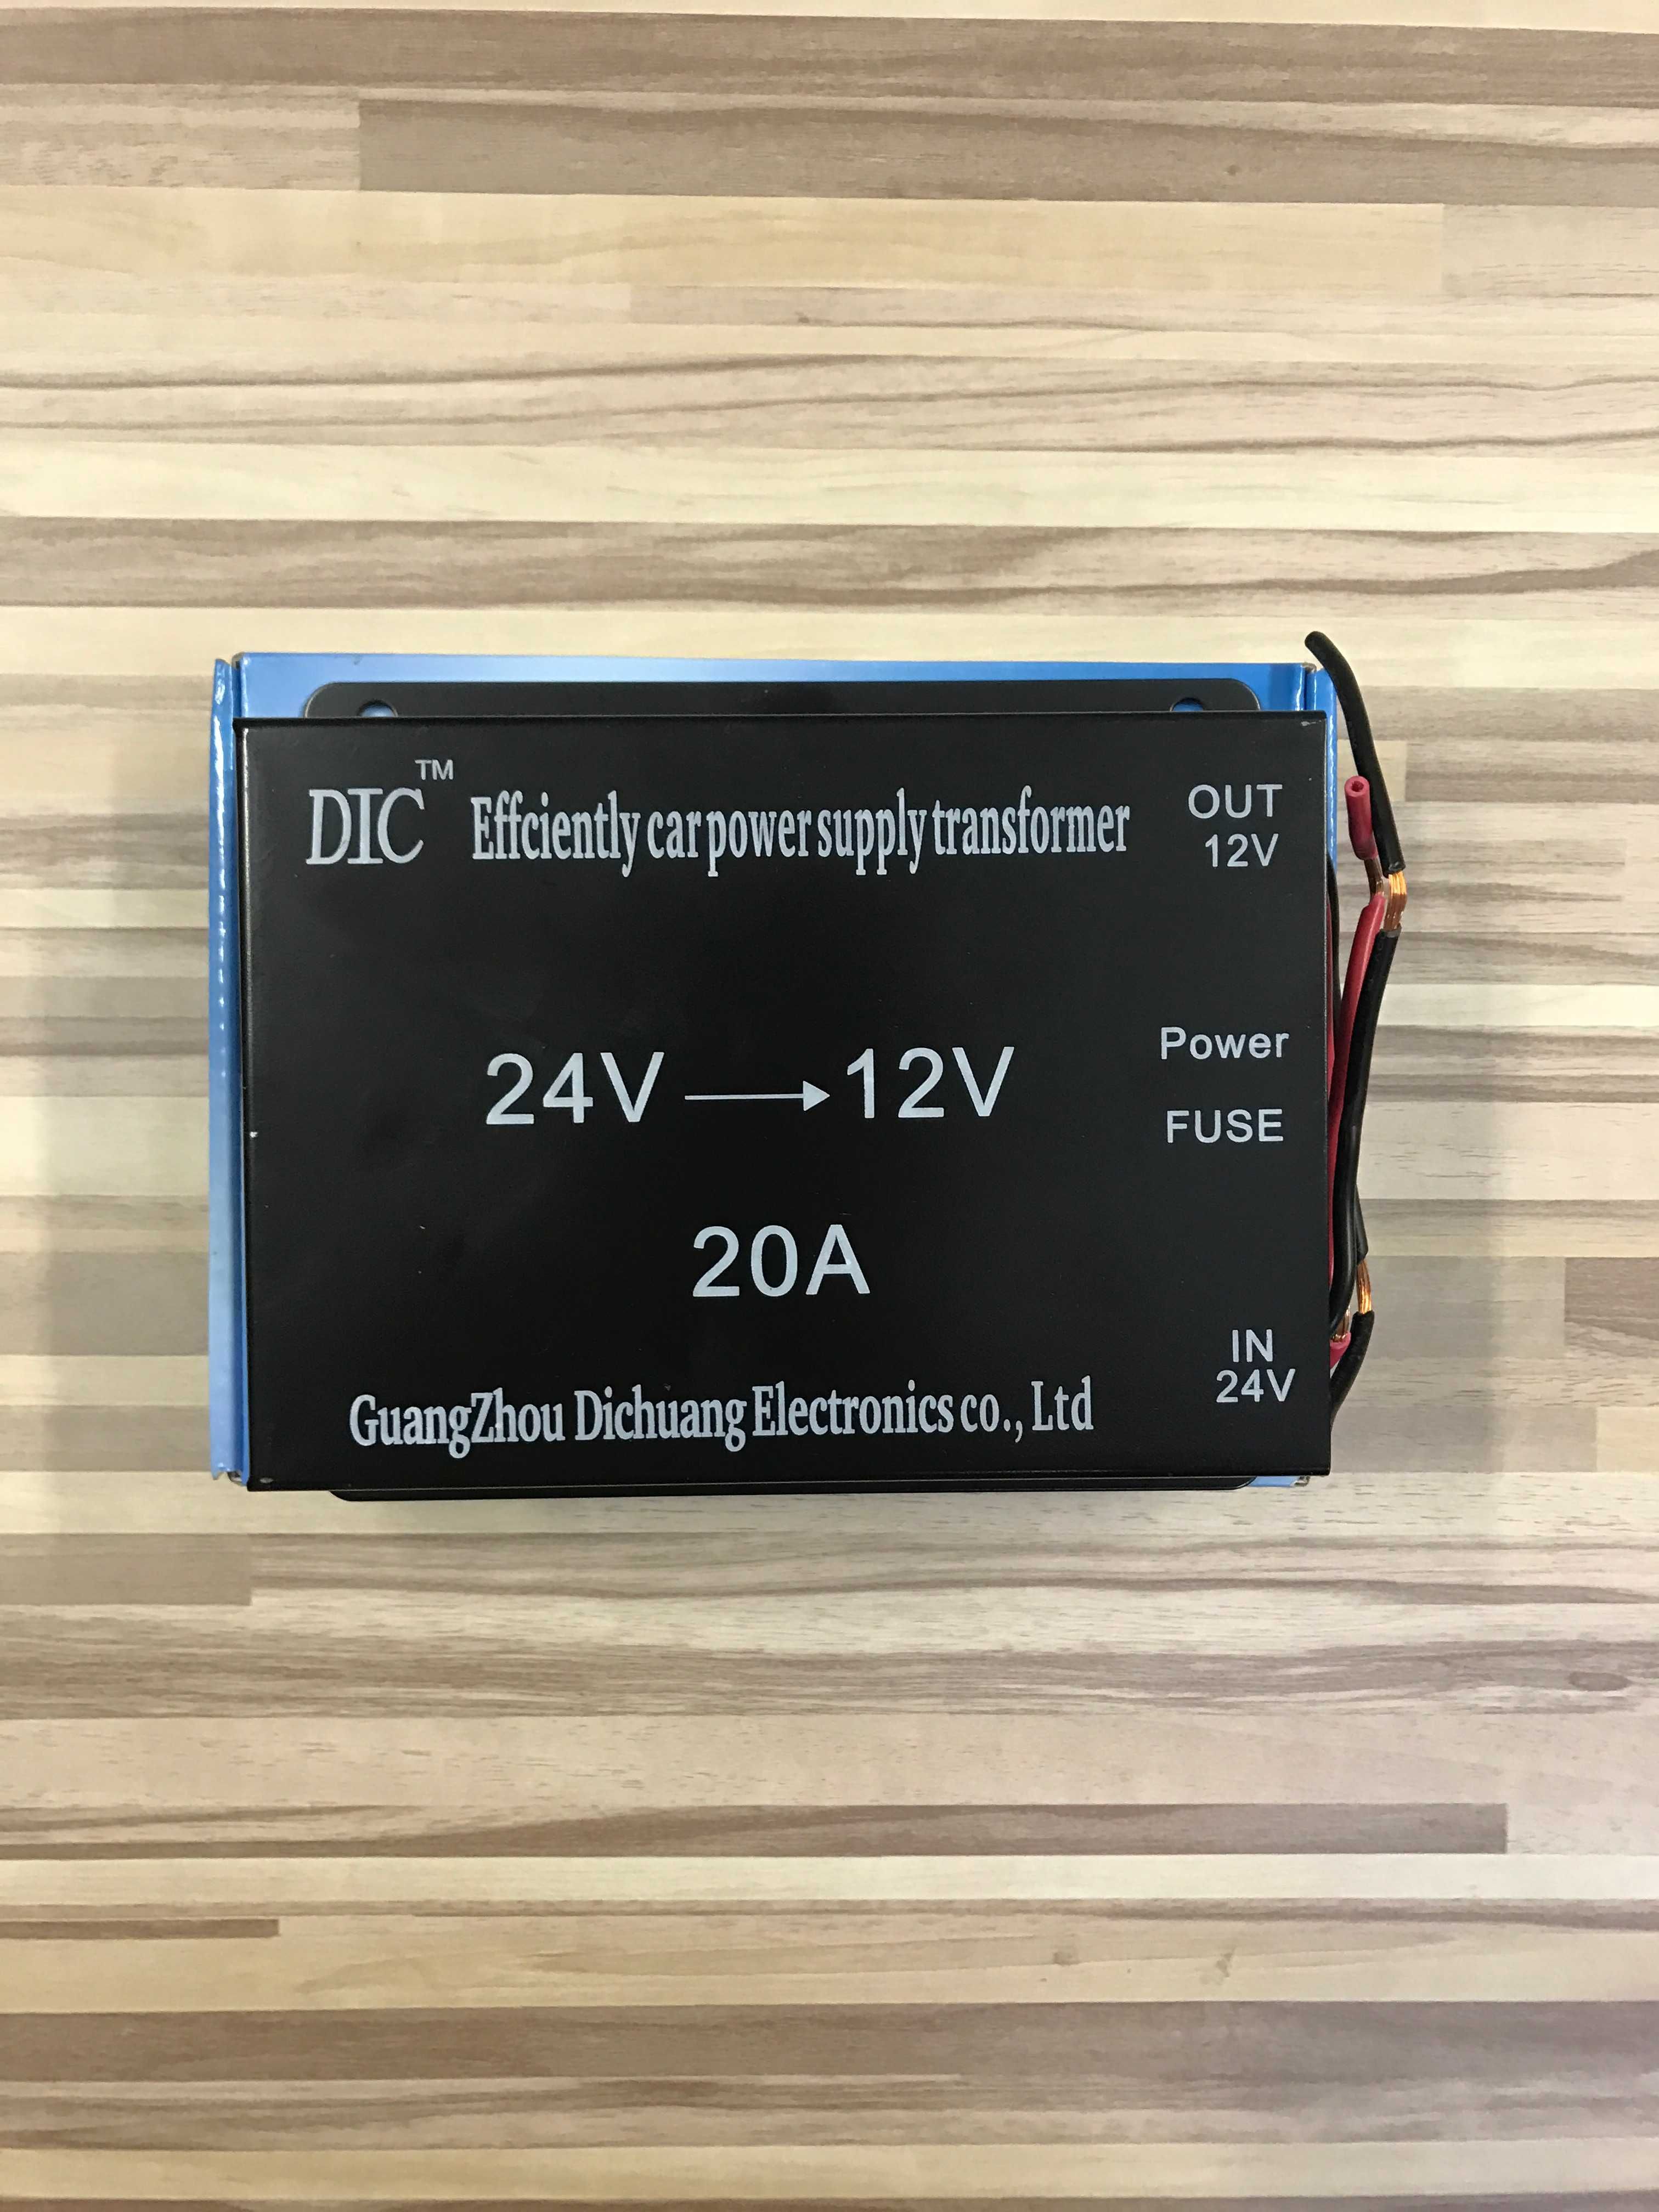 DIC™ Effciently car power supply transformer
OUT
12V
24V → 12V
Power
FUSE
20A
IN
24V
GuangZhou Dichuang Electronics co., Ltd